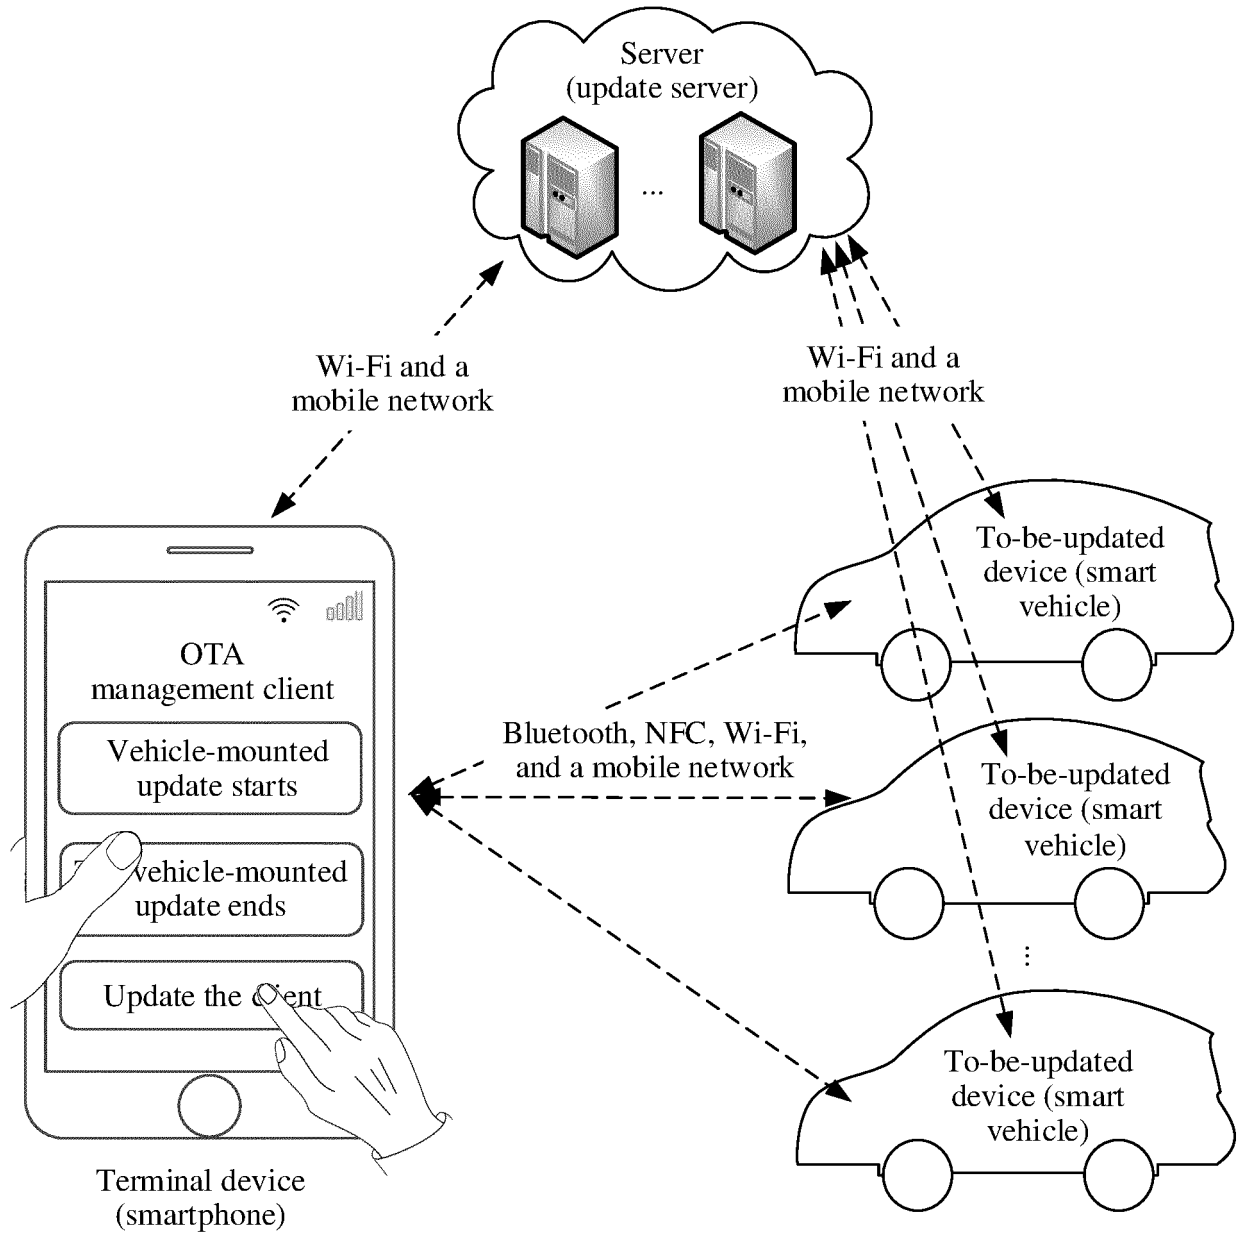 Server
(update server)
...
Wi-Fi and a
mobile network
Wi-Fi and a
mobile network
OTA
management client
Vehicle-mounted
update starts
vehicle-mounted
update ends
Update the client
Terminal device
(smartphone)
Bluetooth, NFC, Wi-Fi,
and a mobile network
To-be-updated
device (smart
vehicle)
To-be-updated
device (smart
vehicle)
...
To-be-updated
device (smart
vehicle)